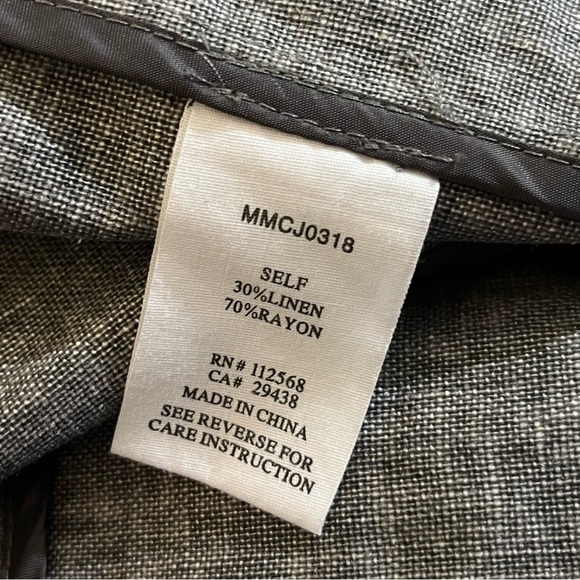 MMCJ0318
SELF
30%LINEN
70%RAYON
RN# 112568
CA# 29438
MADE IN CHINA
SEE REVERSE FOR
CARE INSTRUCTION